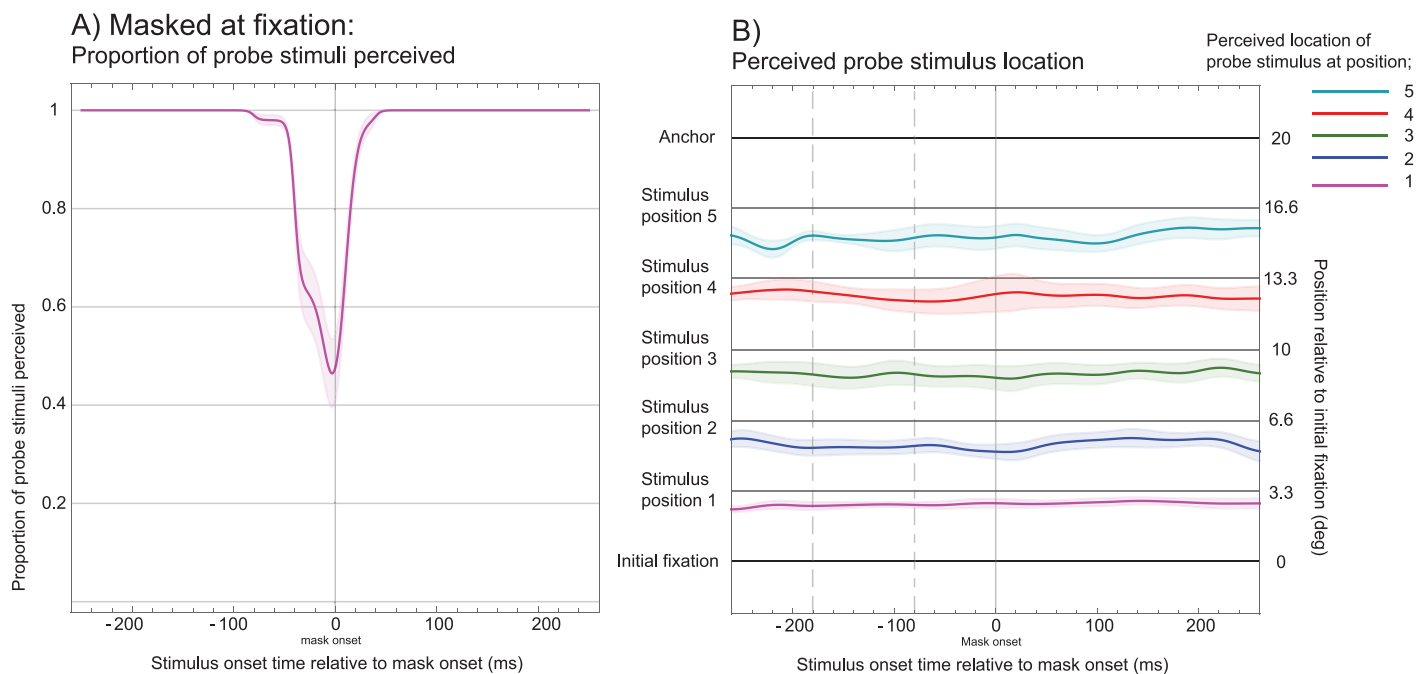 A) Masked at fixation:
Proportion of probe stimuli perceived
1
0.8
0.6
0.4
0.2
Proportion of probe stimuli perceived
-200
-100
0
100
200
mask onset
Stimulus onset time relative to mask onset (ms)
B)
Perceived probe stimulus location
Anchor
Stimulus
position 5
Stimulus
position 4
Stimulus
position 3
Stimulus
position 2
Stimulus
position 1
Initial fixation
20
16.6
13.3
10
6.6
3.3
0
Position relative to initial fixation (deg)
-200
-100
0
100
200
Mask onset
Stimulus onset time relative to mask onset (ms)
Perceived location of
probe stimulus at position;
5
4
3
2
1